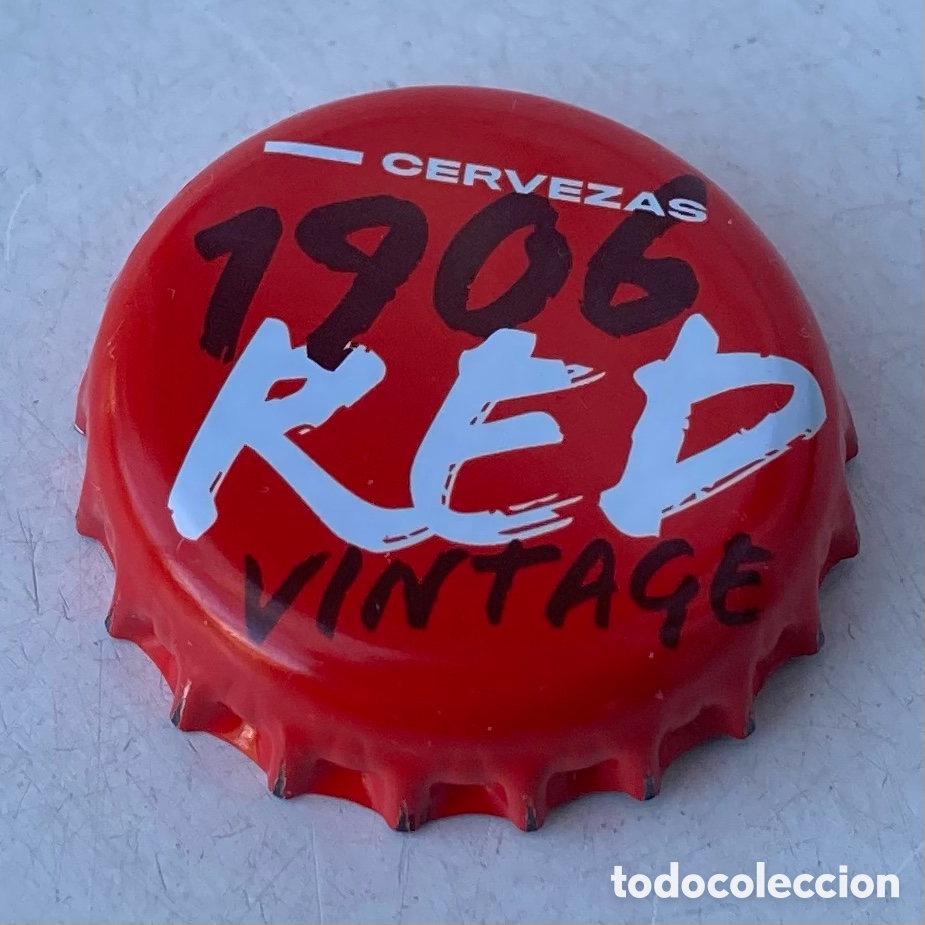 CERVEZAS
1906
RED
VINTAGE
todocoleccion